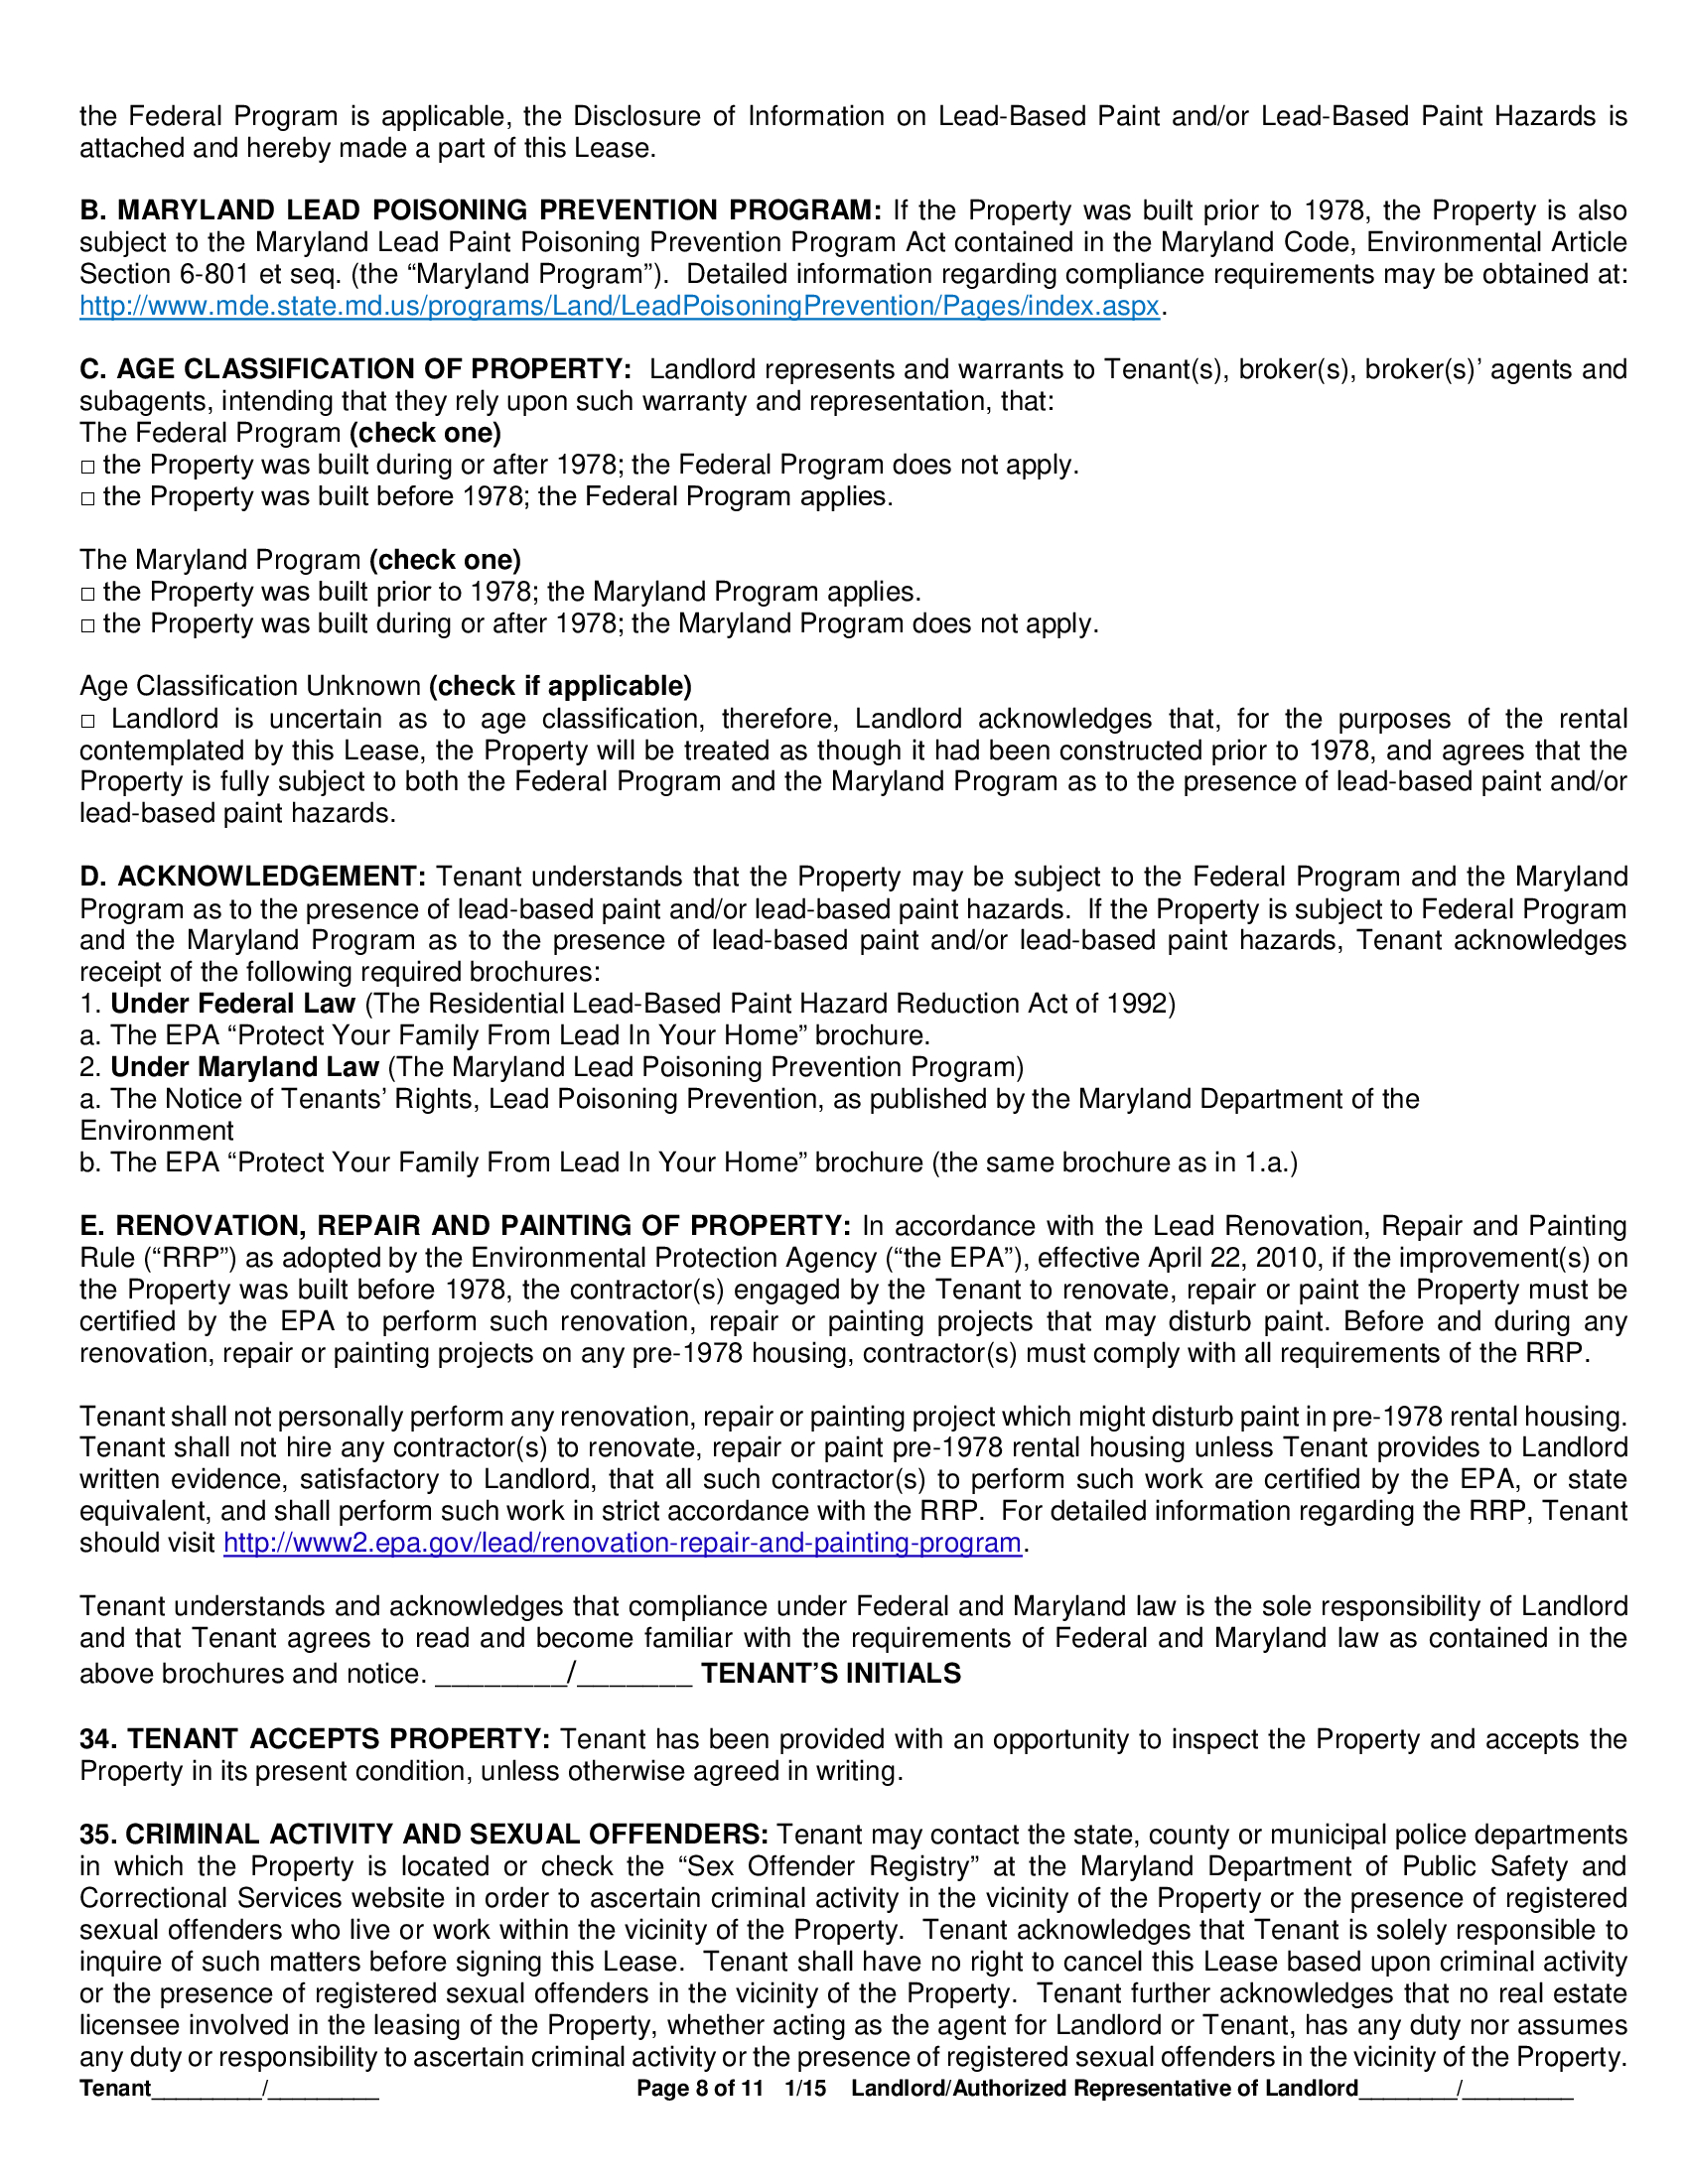 the Federal Program is applicable, the Disclosure of Information on Lead-Based Paint and/or Lead-Based Paint Hazards is
attached and hereby made a part of this Lease.
B. MARYLAND LEAD POISONING PREVENTION PROGRAM: If the Property was built prior to 1978, the Property is also
subject to the Maryland Lead Paint Poisoning Prevention Program Act contained in the Maryland Code, Environmental Article
Section 6-801 et seq. (the “Maryland Program”). Detailed information regarding compliance requirements may be obtained at:
http://www.mde.state.md.us/programs/Land/LeadPoisoningPrevention/Pages/index.aspx.
C. AGE CLASSIFICATION OF PROPERTY: Landlord represents and warrants to Tenant(s), broker(s), broker(s)’ agents and
subagents, intending that they rely upon such warranty and representation, that:
The Federal Program (check one)
□ the Property was built during or after 1978; the Federal Program does not apply.
□ the Property was built before 1978; the Federal Program applies.
The Maryland Program (check one)
□ the Property was built prior to 1978; the Maryland Program applies.
□ the Property was built during or after 1978; the Maryland Program does not apply.
Age Classification Unknown (check if applicable)
□ Landlord is uncertain as to age classification, therefore, Landlord acknowledges that, for the purposes of the rental
contemplated by this Lease, the Property will be treated as though it had been constructed prior to 1978, and agrees that the
Property is fully subject to both the Federal Program and the Maryland Program as to the presence of lead-based paint and/or
lead-based paint hazards.
D. ACKNOWLEDGEMENT: Tenant understands that the Property may be subject to the Federal Program and the Maryland
Program as to the presence of lead-based paint and/or lead-based paint hazards. If the Property is subject to Federal Program
and the Maryland Program as to the presence of lead-based paint and/or lead-based paint hazards, Tenant acknowledges
receipt of the following required brochures:
1. Under Federal Law (The Residential Lead-Based Paint Hazard Reduction Act of 1992)
a. The EPA “Protect Your Family From Lead In Your Home” brochure.
2. Under Maryland Law (The Maryland Lead Poisoning Prevention Program)
a. The Notice of Tenants’ Rights, Lead Poisoning Prevention, as published by the Maryland Department of the
Environment
b. The EPA “Protect Your Family From Lead In Your Home” brochure (the same brochure as in 1.a.)
E. RENOVATION, REPAIR AND PAINTING OF PROPERTY: In accordance with the Lead Renovation, Repair and Painting
Rule (“RRP”) as adopted by the Environmental Protection Agency (“the EPA”), effective April 22, 2010, if the improvement(s) on
the Property was built before 1978, the contractor(s) engaged by the Tenant to renovate, repair or paint the Property must be
certified by the EPA to perform such renovation, repair or painting projects that may disturb paint. Before and during any
renovation, repair or painting projects on any pre-1978 housing, contractor(s) must comply with all requirements of the RRP.
Tenant shall not personally perform any renovation, repair or painting project which might disturb paint in pre-1978 rental housing.
Tenant shall not hire any contractor(s) to renovate, repair or paint pre-1978 rental housing unless Tenant provides to Landlord
written evidence, satisfactory to Landlord, that all such contractor(s) to perform such work are certified by the EPA, or state
equivalent, and shall perform such work in strict accordance with the RRP. For detailed information regarding the RRP, Tenant
should visit http://www2.epa.gov/lead/renovation-repair-and-painting-program.
Tenant understands and acknowledges that compliance under Federal and Maryland law is the sole responsibility of Landlord
and that Tenant agrees to read and become familiar with the requirements of Federal and Maryland law as contained in the
above brochures and notice. ________/_______ TENANT’S INITIALS
34. TENANT ACCEPTS PROPERTY: Tenant has been provided with an opportunity to inspect the Property and accepts the
Property in its present condition, unless otherwise agreed in writing.
35. CRIMINAL ACTIVITY AND SEXUAL OFFENDERS: Tenant may contact the state, county or municipal police departments
in which the Property is located or check the “Sex Offender Registry” at the Maryland Department of Public Safety and
Correctional Services website in order to ascertain criminal activity in the vicinity of the Property or the presence of registered
sexual offenders who live or work within the vicinity of the Property. Tenant acknowledges that Tenant is solely responsible to
inquire of such matters before signing this Lease. Tenant shall have no right to cancel this Lease based upon criminal activity
or the presence of registered sexual offenders in the vicinity of the Property. Tenant further acknowledges that no real estate
licensee involved in the leasing of the Property, whether acting as the agent for Landlord or Tenant, has any duty nor assumes
any duty or responsibility to ascertain criminal activity or the presence of registered sexual offenders in the vicinity of the Property.
Tenant_________/_________ Page 8 of 11 1/15 Landlord/Authorized Representative of Landlord________/_________